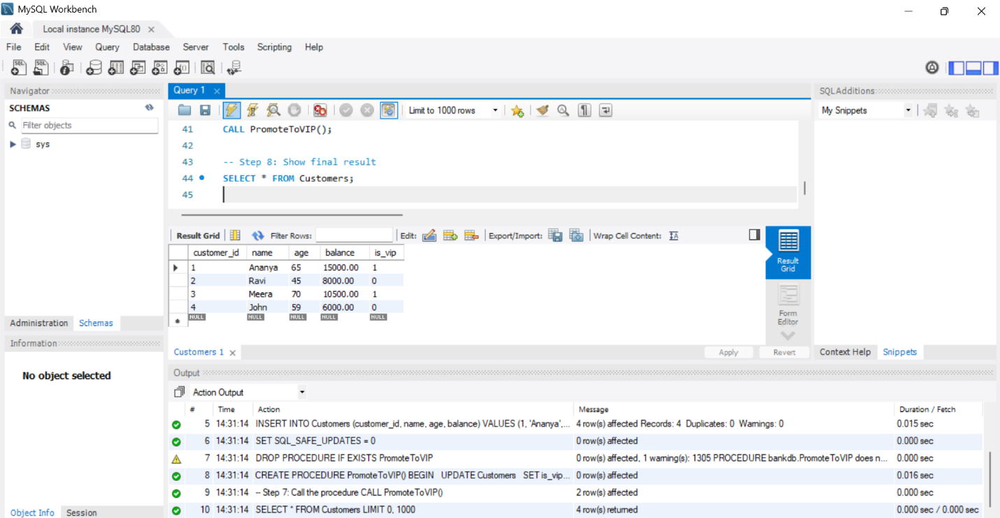 MySQL Workbench
Local instance MySQL80
File Edit View Query Database Server Tools Scripting Help
Navigator
SCHEMAS
Filter objects
sys
Administration Schemas
Information
No object selected
Object Info Session
Query 1
Limit to 1000 rows
41 CALL PromoteToVIP();
42
43 -- Step 8: Show final result
44 SELECT * FROM Customers;
45
Result Grid Filter Rows: Edit: Export/Import: Wrap Cell Content:
customer_id name age balance is_vip
1 Ananya 65 15000.00 1
2 Ravi 45 8000.00 0
3 Meera 70 10500.00 1
4 John 59 6000.00 0
NULL NULL NULL NULL NULL
Result
Grid
Form
Editor
Customers 1 Apply Revert
SQLAdditions
My Snippets
Context Help Snippets
Output
Action Output
# Time Action Message Duration / Fetch
5 14:31:14 INSERT INTO Customers (customer_id, name, age, balance) VALUES (1, 'Ananya',... 4 row(s) affected Records: 4 Duplicates: 0 Warnings: 0 0.015 sec
6 14:31:14 SET SQL_SAFE_UPDATES = 0 0 row(s) affected 0.000 sec
7 14:31:14 DROP PROCEDURE IF EXISTS PromoteToVIP 0 row(s) affected, 1 warning(s): 1305 PROCEDURE bankdb.PromoteToVIP does n... 0.000 sec
8 14:31:14 CREATE PROCEDURE PromoteToVIP() BEGIN UPDATE Customers SET is_vip... 0 row(s) affected 0.016 sec
9 14:31:14 -- Step 7: Call the procedure CALL PromoteToVIP() 2 row(s) affected 0.000 sec
10 14:31:14 SELECT * FROM Customers LIMIT 0, 1000 4 row(s) returned 0.000 sec / 0.000 sec